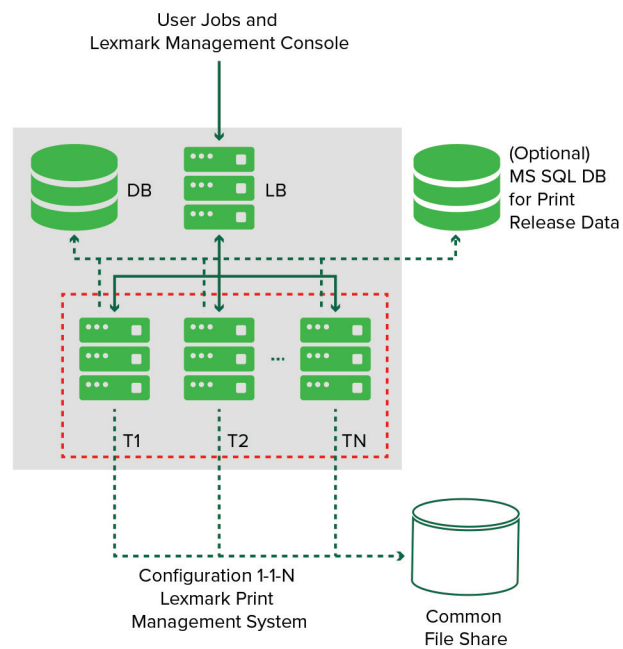 User Jobs and
Lexmark Management Console
DB
LB
(Optional)
MS SQL DB
for Print
Release Data
...
T1
T2
TN
Configuration 1-1-N
Lexmark Print
Management System
Common
File Share